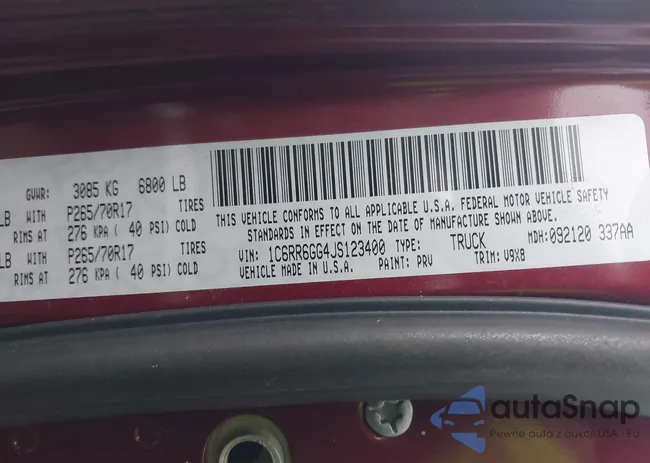 GVWR: 3085 KG 6800 LB
LB WITH P265/70R17 TIRES
RIMS AT 276 KPA ( 40 PSI) COLD
LB WITH P265/70R17 TIRES
RIMS AT 276 KPA ( 40 PSI) COLD
THIS VEHICLE CONFORMS TO ALL APPLICABLE U.S.A. FEDERAL MOTOR VEHICLE SAFETY
STANDARDS IN EFFECT ON THE DATE OF MANUFACTURE SHOWN ABOVE.
VIN: 1C6RR6GG4JS123400 TYPE: TRUCK MDH: 092120 337AA
VEHICLE MADE IN U.S.A. PAINT: PRV TRIM: V9X8
autaSnap
Pewne auta z aukcji USA - EU